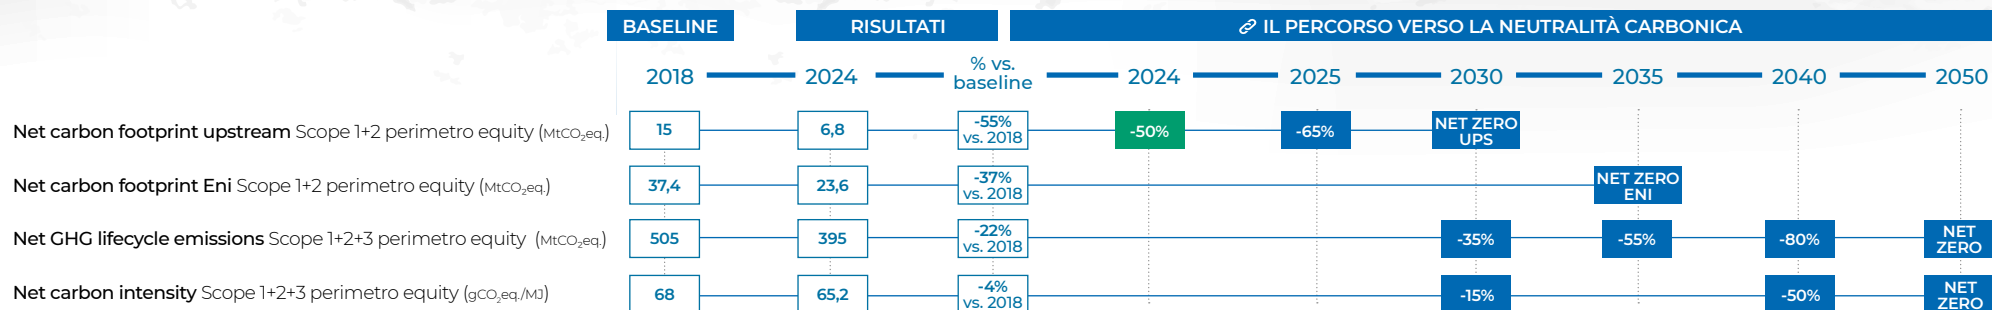 BASELINE RISULTATI IL PERCORSO VERSO LA NEUTRALITÀ CARBONICA
2018 2024 % vs. baseline 2024 2025 2030 2035 2040 2050
Net carbon footprint upstream Scope 1+2 perimetro equity (MtCO₂eq.) 15 6,8 -55% vs. 2018 -50% -65% NET ZERO UPS
Net carbon footprint Eni Scope 1+2 perimetro equity (MtCO₂eq.) 37,4 23,6 -37% vs. 2018 NET ZERO ENI
Net GHG lifecycle emissions Scope 1+2+3 perimetro equity (MtCO₂eq.) 505 395 -22% vs. 2018 -35% -55% -80% NET ZERO
Net carbon intensity Scope 1+2+3 perimetro equity (gCO₂eq./MJ) 68 65,2 -4% vs. 2018 -15% -50% NET ZERO